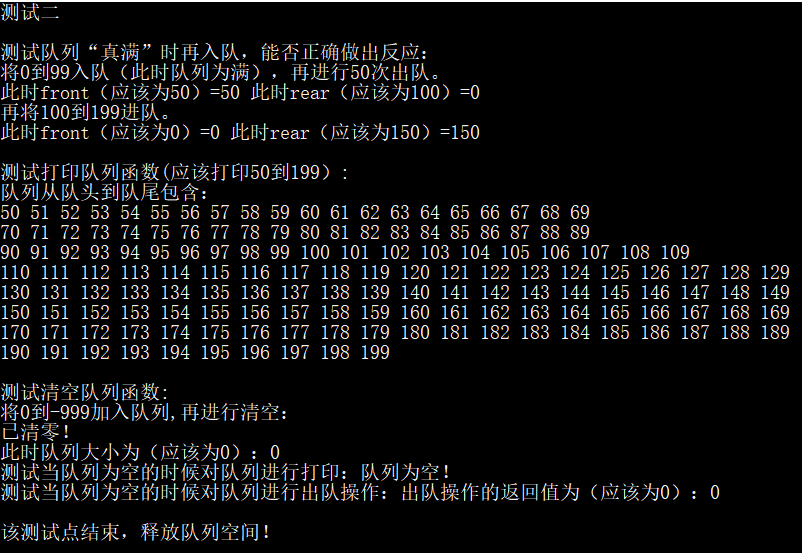 测试二
测试队列“真满”时再入队，能否正确做出反应：
将0到99入队（此时队列为满），再进行50次出队。
此时front（应该为50）=50 此时rear（应该为100）=0
再将100到199进队。
此时front（应该为0）=0 此时rear（应该为150）=150
测试打印队列函数(应该打印50到199）:
队列从队头到队尾包含：
50 51 52 53 54 55 56 57 58 59 60 61 62 63 64 65 66 67 68 69
70 71 72 73 74 75 76 77 78 79 80 81 82 83 84 85 86 87 88 89
90 91 92 93 94 95 96 97 98 99 100 101 102 103 104 105 106 107 108 109
110 111 112 113 114 115 116 117 118 119 120 121 122 123 124 125 126 127 128 129
130 131 132 133 134 135 136 137 138 139 140 141 142 143 144 145 146 147 148 149
150 151 152 153 154 155 156 157 158 159 160 161 162 163 164 165 166 167 168 169
170 171 172 173 174 175 176 177 178 179 180 181 182 183 184 185 186 187 188 189
190 191 192 193 194 195 196 197 198 199
测试清空队列函数:
将0到-999加入队列,再进行清空：
已清零！
此时队列大小为（应该为0）：0
测试当队列为空的时候对队列进行打印：队列为空！
测试当队列为空的时候对队列进行出队操作：出队操作的返回值为（应该为0）：0
该测试点结束，释放队列空间！